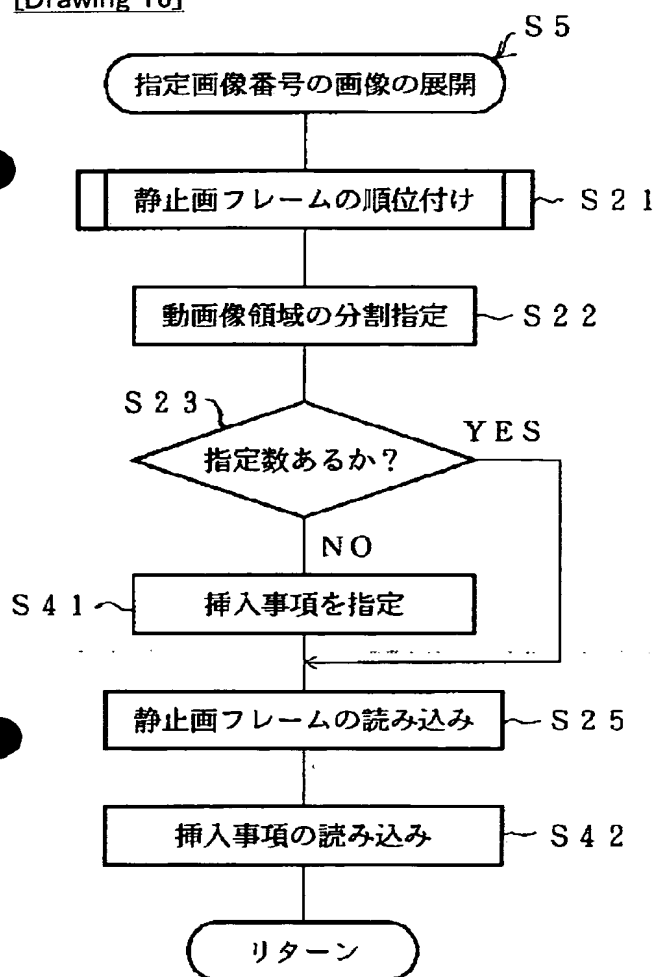 [Drawing 16]
S5
指定画像番号の画像の展開
静止画フレームの順位付け
S21
動画像領域の分割指定
S22
S23
指定数あるか？
YES
NO
S41
挿入事項を指定
静止画フレームの読み込み
S25
挿入事項の読み込み
S42
リターン